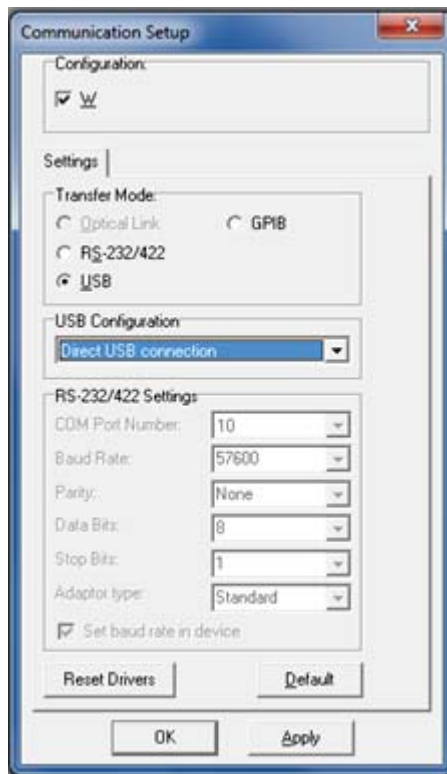 Communication Setup
Configuration:
W
Settings
Transfer Mode:
Optical Link GPIB
RS-232/422
USB
USB Configuration
Direct USB connection
RS-232/422 Settings
COM Port Number: 10
Baud Rate: 57600
Parity: None
Data Bits: 8
Stop Bits: 1
Adaptor type: Standard
Set baud rate in device
Reset Drivers Default
OK Apply